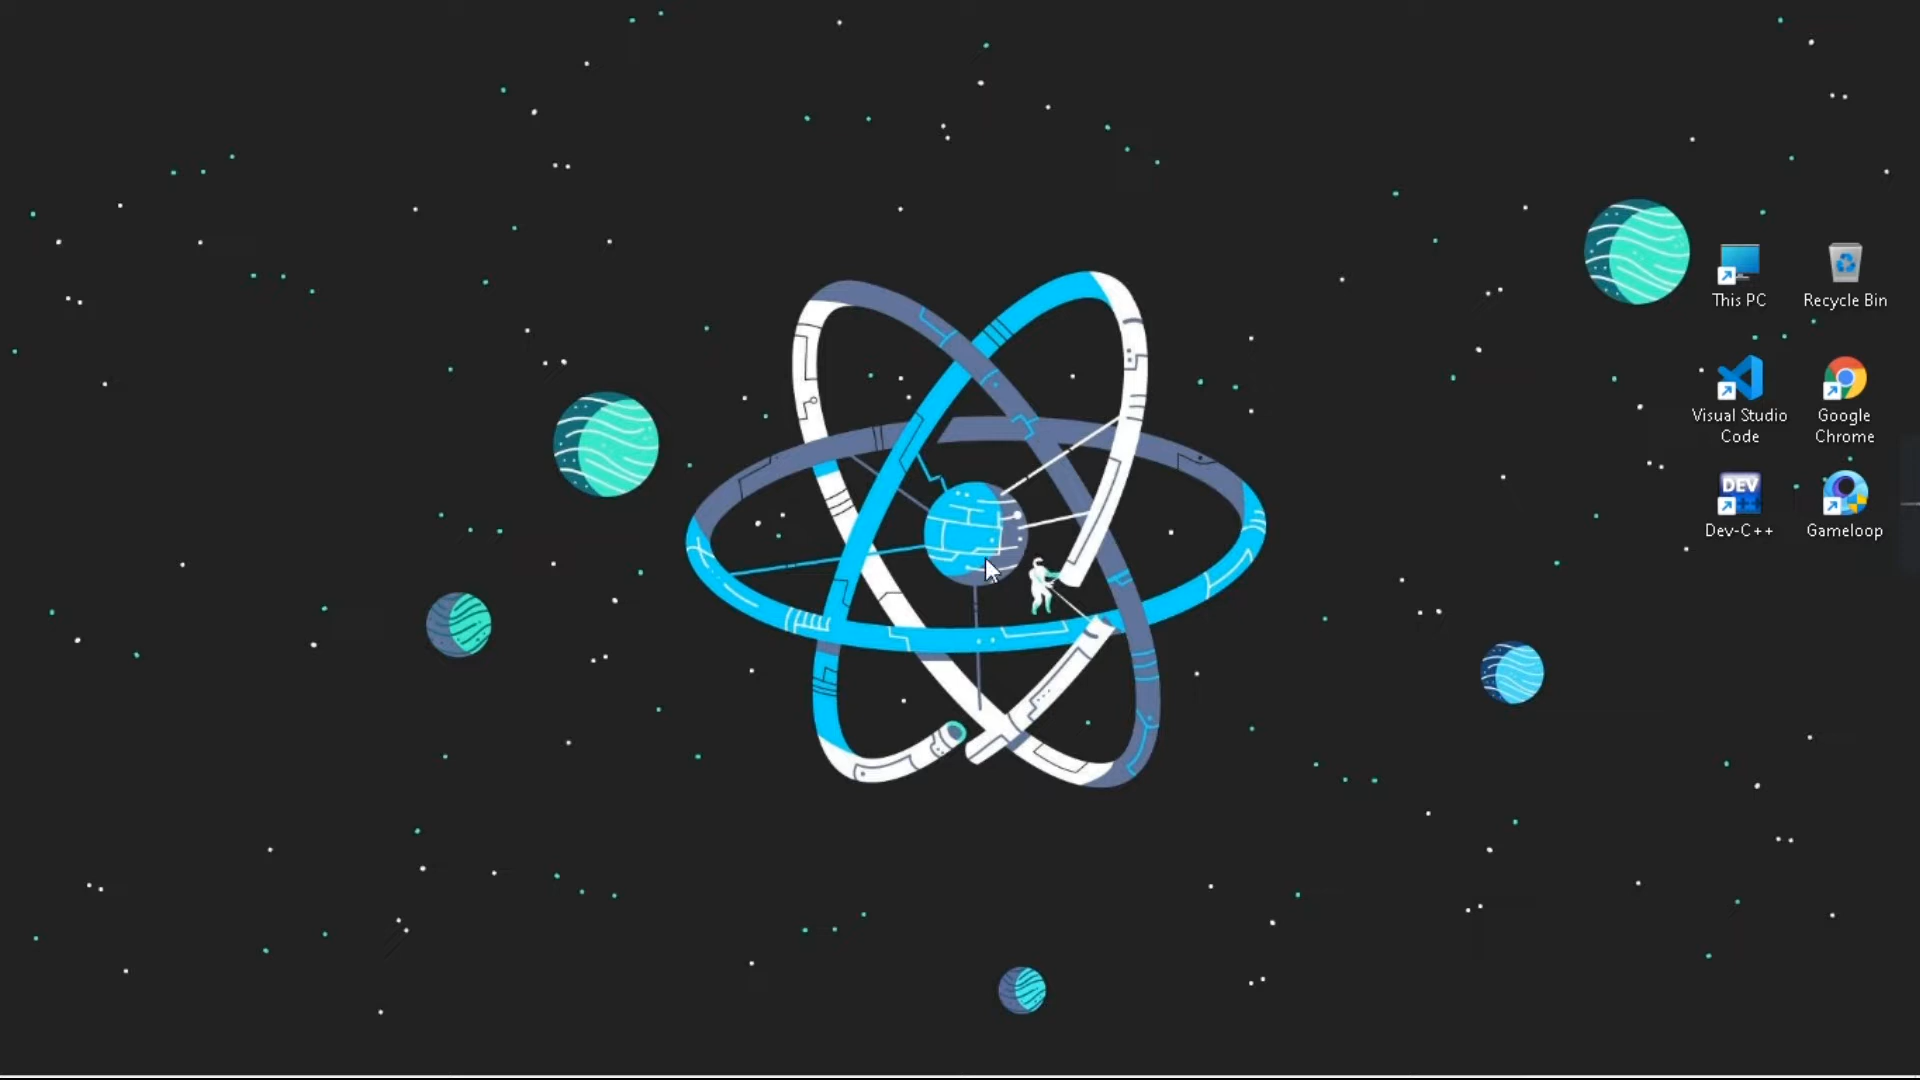 This PC
Recycle Bin
Visual Studio
Code
Google
Chrome
DEV
Dev-C++
Gameloop